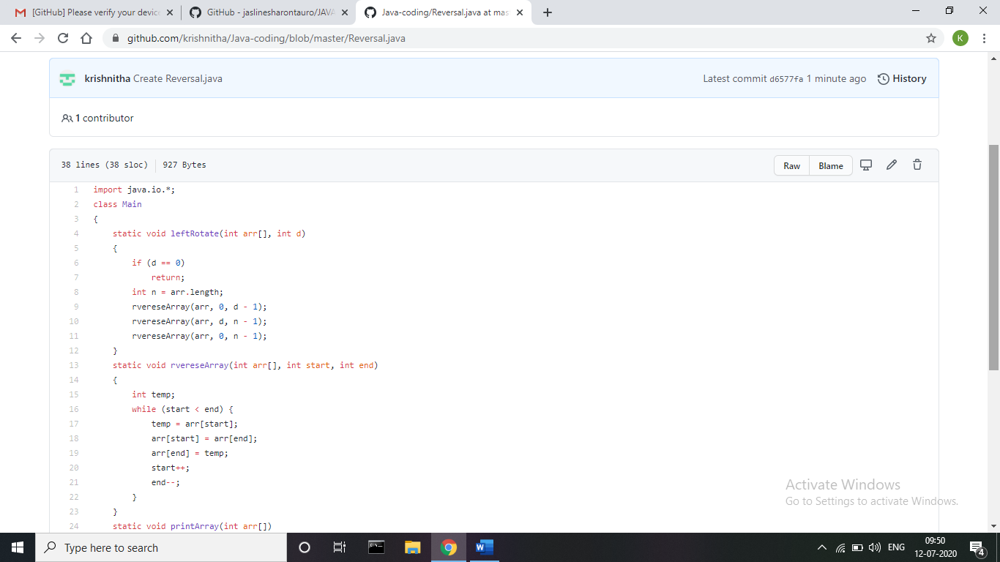 [GitHub] Please verify your device
GitHub - jaslinesharontauro/JAVA
Java-coding/Reversal.java at mas
github.com/krishnitha/Java-coding/blob/master/Reversal.java
K
krishnitha Create Reversal.java
Latest commit d6577fa 1 minute ago
History
1 contributor
38 lines (38 sloc)
927 Bytes
Raw
Blame
1 import java.io.*;
2 class Main
3 {
4 static void leftRotate(int arr[], int d)
5 {
6 if (d == 0)
7 return;
8 int n = arr.length;
9 rvereseArray(arr, 0, d - 1);
10 rvereseArray(arr, d, n - 1);
11 rvereseArray(arr, 0, n - 1);
12 }
13 static void rvereseArray(int arr[], int start, int end)
14 {
15 int temp;
16 while (start < end) {
17 temp = arr[start];
18 arr[start] = arr[end];
19 arr[end] = temp;
20 start++;
21 end--;
22 }
23 }
24 static void printArray(int arr[])
Activate Windows
Go to Settings to activate Windows.
Type here to search
ENG
09:50
12-07-2020
4